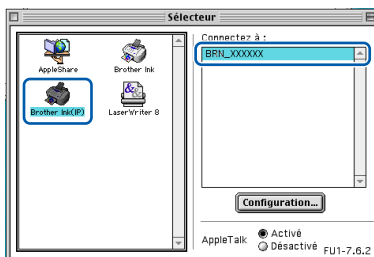 Sélecteur
AppleShare
Brother Ink
Brother Ink(IP)
LaserWriter 8
Connectez à :
BRN_XXXXXX
Configuration...
AppleTalk
Activé
Désactivé
FU1-7.6.2